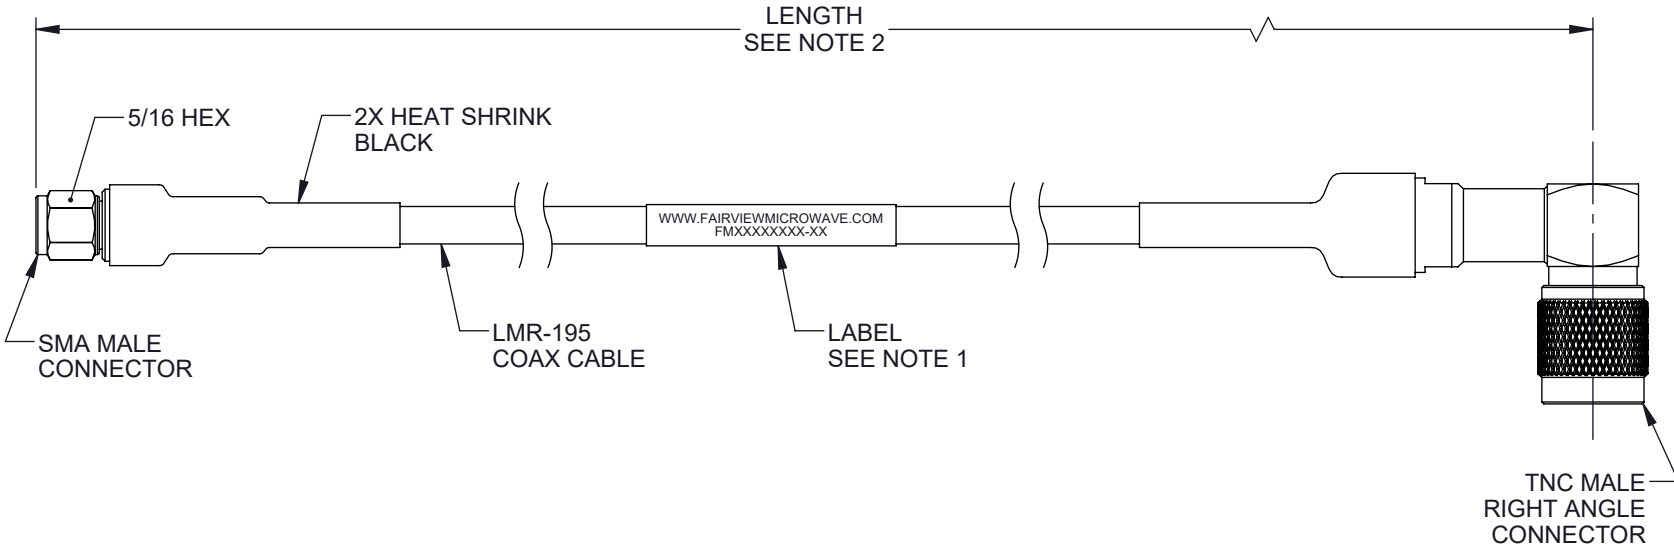 LENGTH
SEE NOTE 2
5/16 HEX
2X HEAT SHRINK
BLACK
WWW.FAIRVIEWMICROWAVE.COM
FMXXXXXXXX-XX
SMA MALE
CONNECTOR
LMR-195
COAX CABLE
LABEL
SEE NOTE 1
TNC MALE
RIGHT ANGLE
CONNECTOR